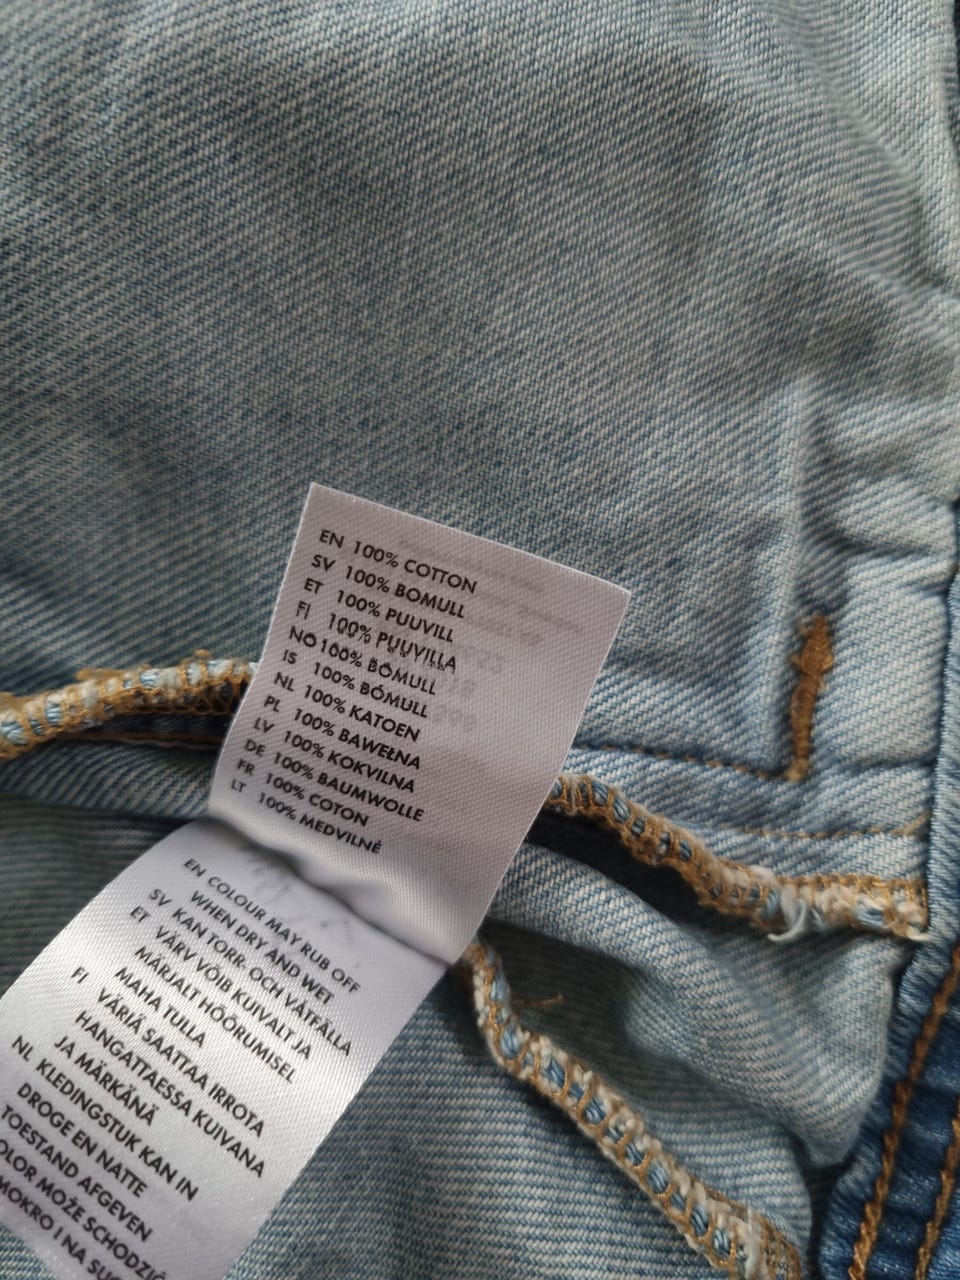 EN 100% COTTON
SV 100% BOMULL
ET 100% PUUVILL
FI 100% PUUVILLA
NO 100% BOMULL
IS 100% BÓMULL
NL 100% KATOEN
PL 100% BAWEŁNA
LV 100% KOKVILNA
DE 100% BAUMWOLLE
FR 100% COTON
LT 100% MEDVILNĖ
EN COLOUR MAY RUB OFF
WHEN DRY AND WET
SV KAN TORR- OCH VÅTFÄLLA
ET VÄRV VÕIB KUIVALT JA
MÄRJALT HÕÕRUMISEL
MAHA TULLA
FI VÄRIÄ SAATTAA IRROTA
HANGATTAESSA KUIVANA
JA MÄRKÄNÄ
NL KLEDINGSTUK KAN IN
DROGE EN NATTE
TOESTAND AFGEVEN
MOŻE SCHODZIĆ
MOKRO I NA